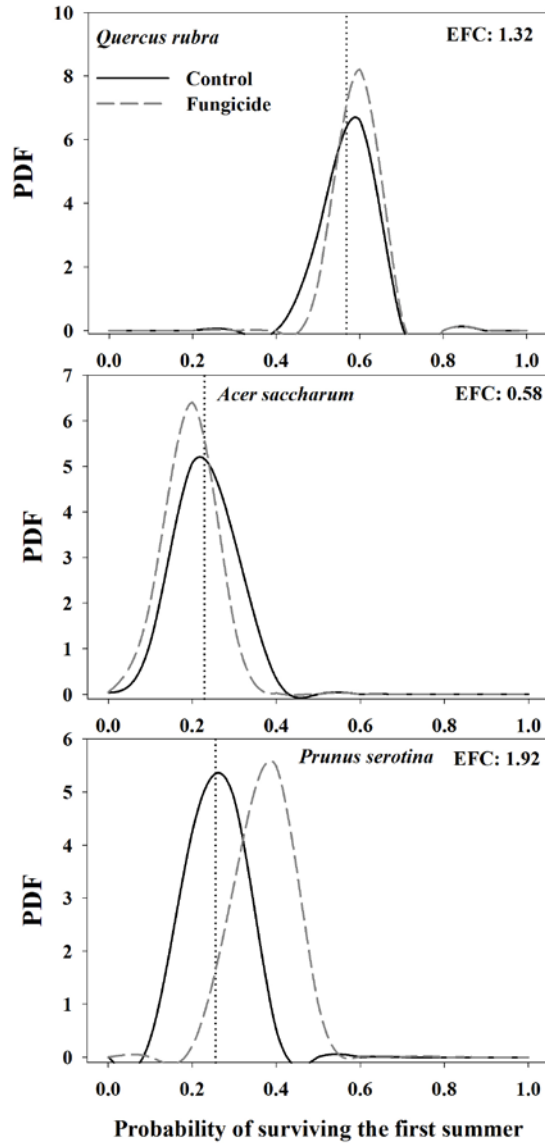 10
Quercus rubra
EFC: 1.32
Control
Fungicide
8
6
PDF
4
2
0
0.0 0.2 0.4 0.6 0.8 1.0
7
Acer saccharum
EFC: 0.58
6
5
4
PDF
3
2
1
0
0.0 0.2 0.4 0.6 0.8 1.0
6
Prunus serotina
EFC: 1.92
5
4
PDF
3
2
1
0
0.0 0.2 0.4 0.6 0.8 1.0
Probability of surviving the first summer